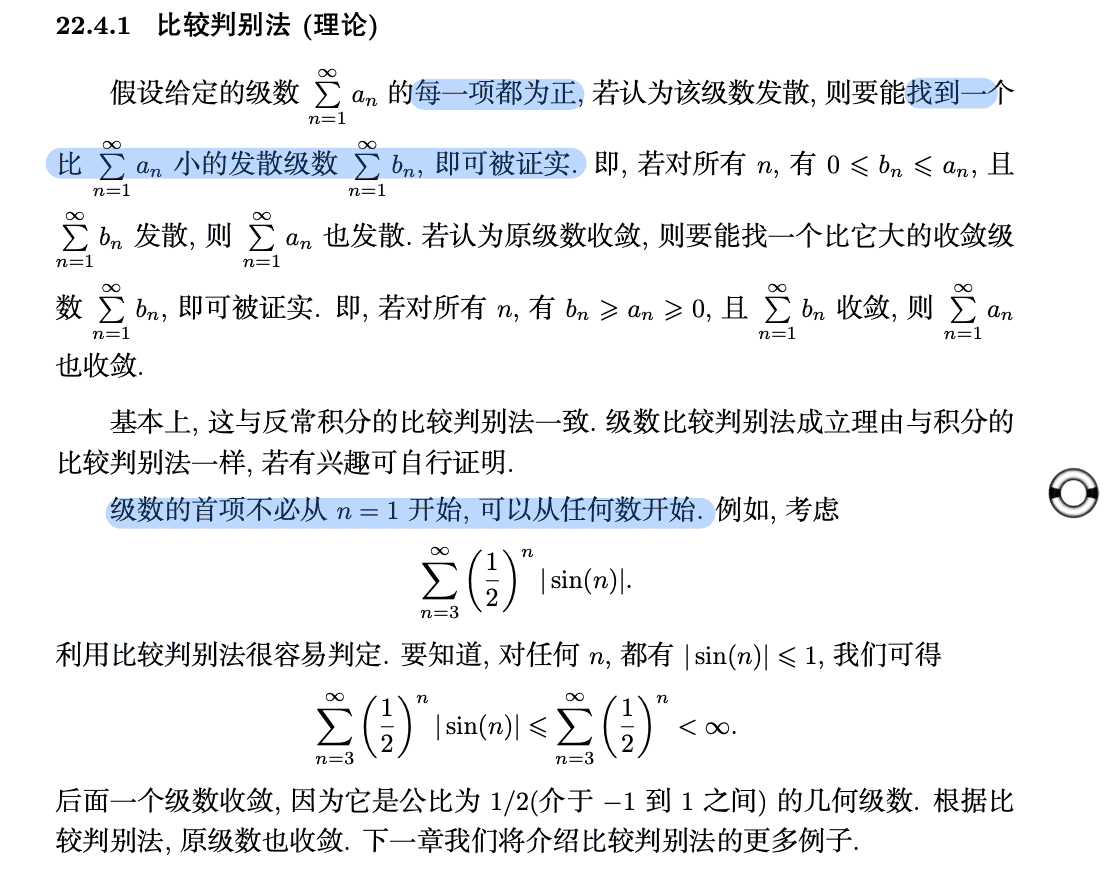 22.4.1 比较判别法 (理论)
假设给定的级数 $\sum_{n=1}^{\infty} a_n$ 的每一项都为正, 若认为该级数发散, 则要能找到一个
比 $\sum_{n=1}^{\infty} a_n$ 小的发散级数 $\sum_{n=1}^{\infty} b_n$, 即可被证实. 即, 若对所有 $n$, 有 $0 \leqslant b_n \leqslant a_n$, 且
$\sum_{n=1}^{\infty} b_n$ 发散, 则 $\sum_{n=1}^{\infty} a_n$ 也发散. 若认为原级数收敛, 则要能找一个比它大的收敛级
数 $\sum_{n=1}^{\infty} b_n$, 即可被证实. 即, 若对所有 $n$, 有 $b_n \geqslant a_n \geqslant 0$, 且 $\sum_{n=1}^{\infty} b_n$ 收敛, 则 $\sum_{n=1}^{\infty} a_n$
也收敛.
基本上, 这与反常积分的比较判别法一致. 级数比较判别法成立理由与积分的
比较判别法一样, 若有兴趣可自行证明.
级数的首项不必从 $n = 1$ 开始, 可以从任何数开始. 例如, 考虑
$\sum_{n=3}^{\infty} \left(\frac{1}{2}\right)^n |\sin(n)|.$
利用比较判别法很容易判定. 要知道, 对任何 $n$, 都有 $|\sin(n)| \leqslant 1$, 我们可得
$\sum_{n=3}^{\infty} \left(\frac{1}{2}\right)^n |\sin(n)| \leqslant \sum_{n=3}^{\infty} \left(\frac{1}{2}\right)^n < \infty.$
后面一个级数收敛, 因为它是公比为 1/2(介于 −1 到 1 之间) 的几何级数. 根据比
较判别法, 原级数也收敛. 下一章我们将介绍比较判别法的更多例子.